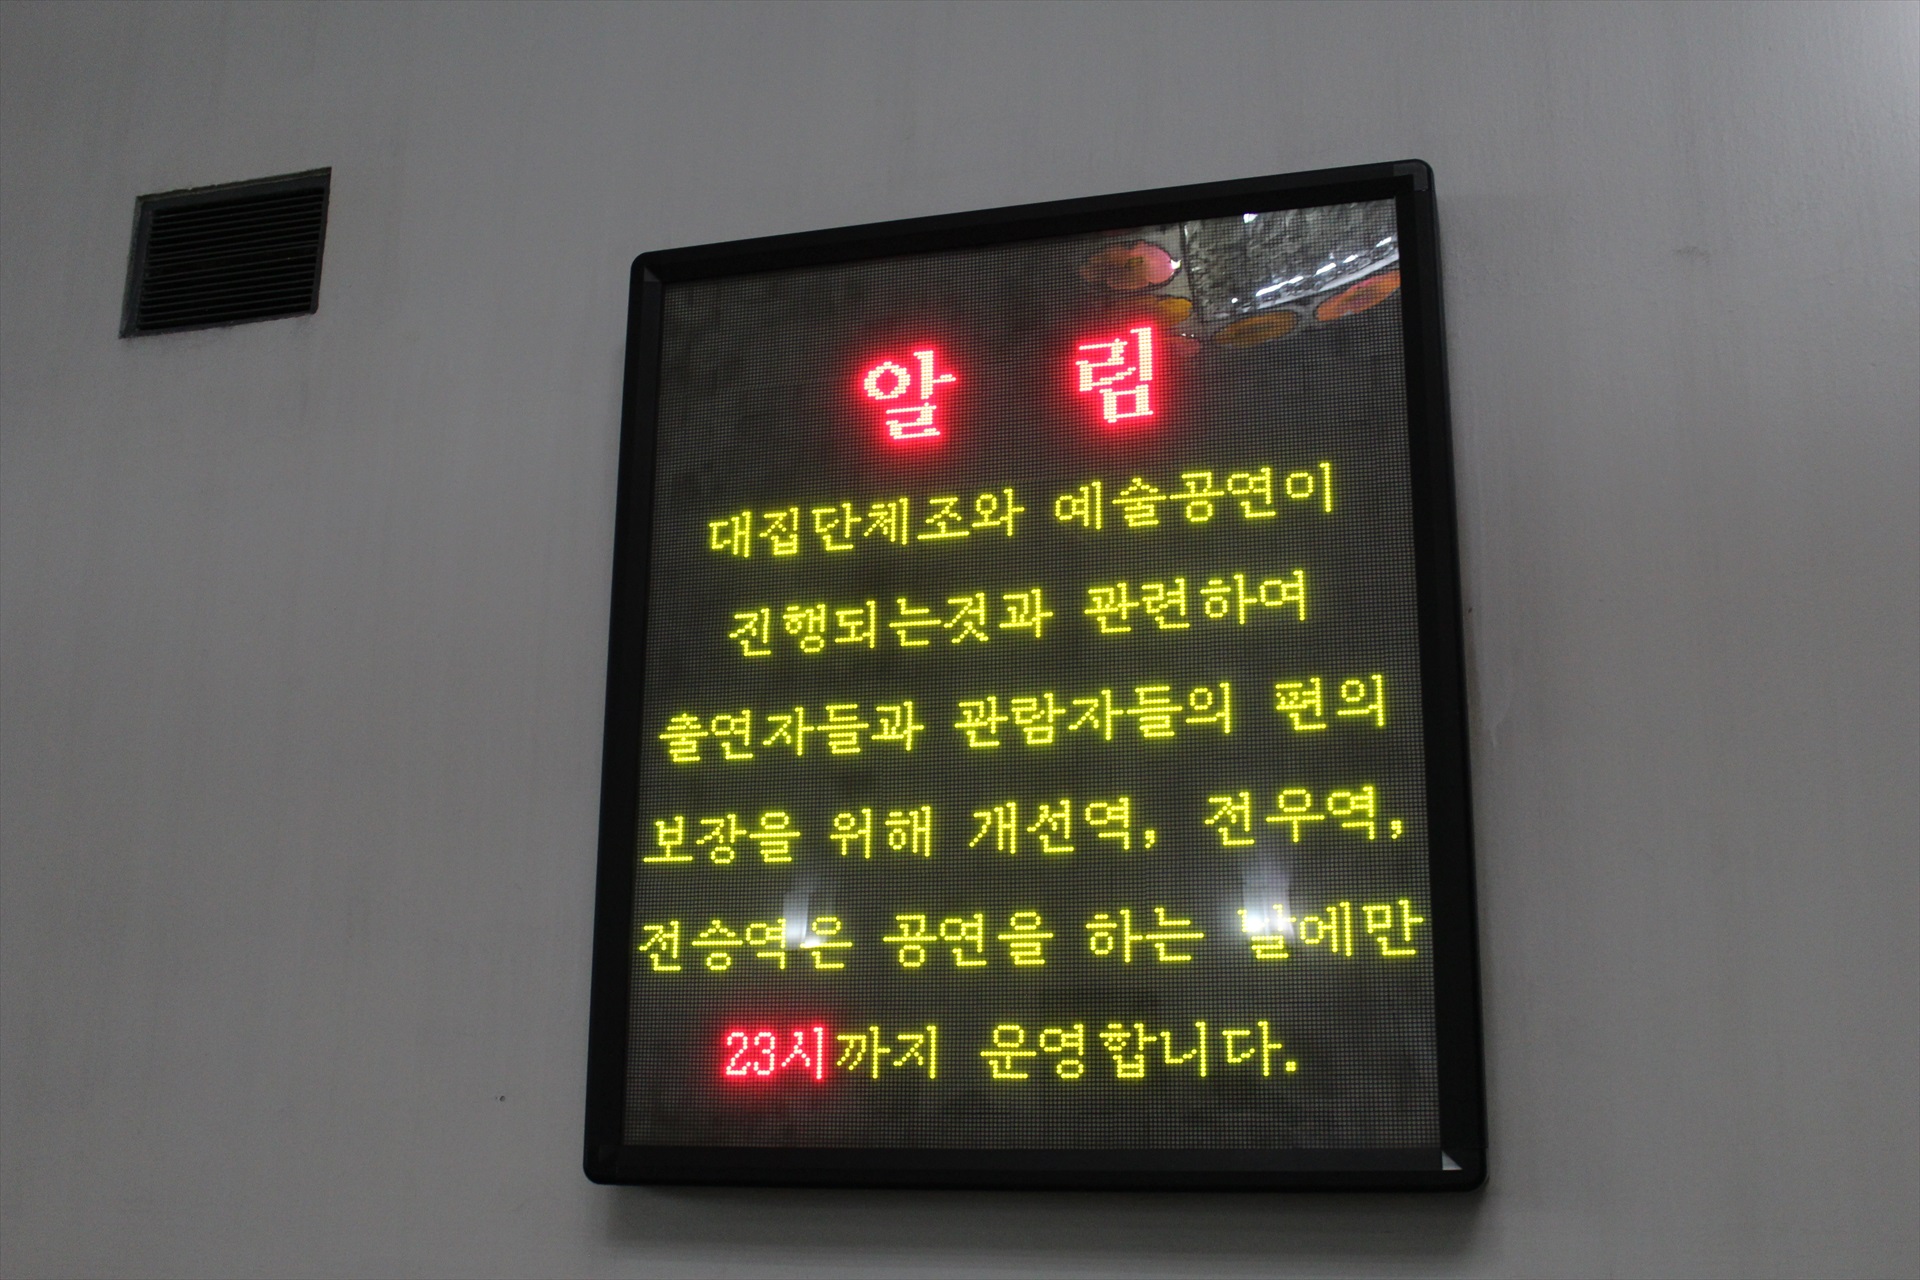 알 림
대집단체조와 예술공연이
진행되는것과 관련하여
출연자들과 관람자들의 편의
보장을 위해 개선역, 전우역,
전승역은 공연을 하는 날에만
23시까지 운영합니다.